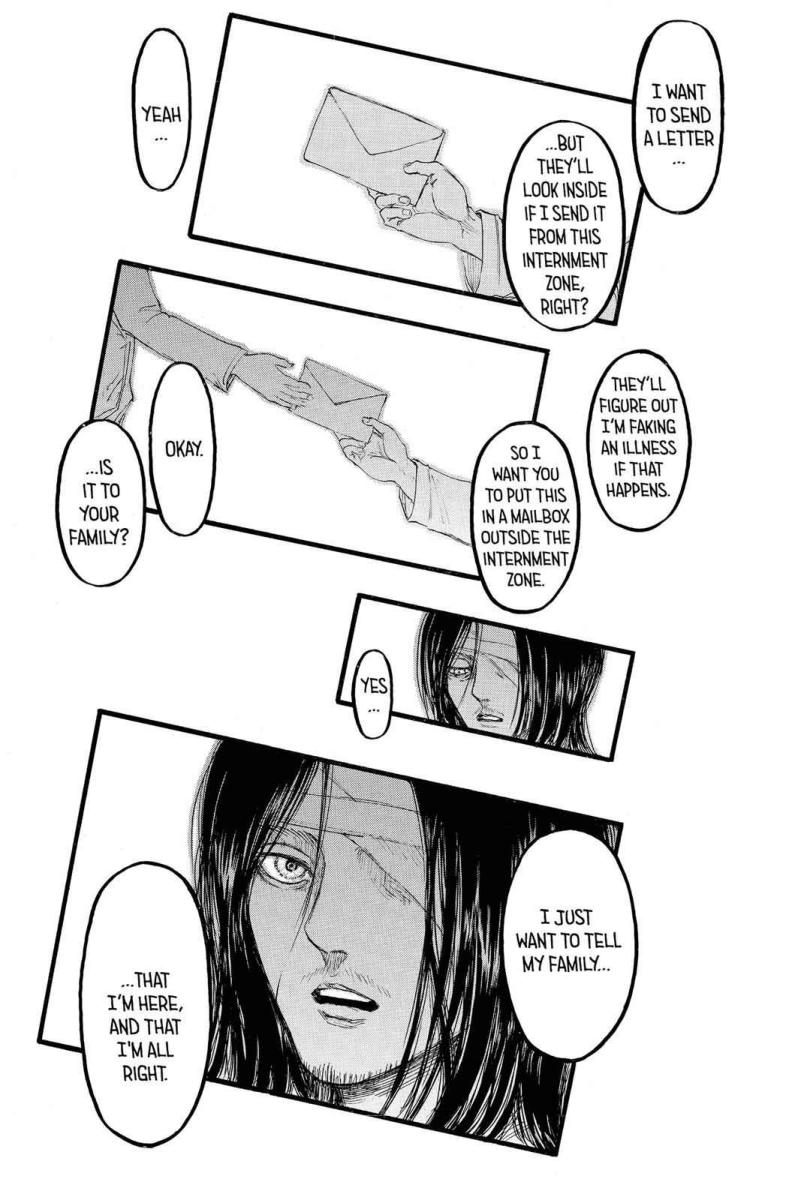 I WANT
TO SEND
A LETTER
...
...BUT
THEY'LL
LOOK INSIDE
IF I SEND IT
FROM THIS
INTERNMENT
ZONE,
RIGHT?
YEAH
...
THEY'LL
FIGURE OUT
I'M FAKING
AN ILLNESS
IF THAT
HAPPENS.
SO I
WANT YOU
TO PUT THIS
IN A MAILBOX
OUTSIDE THE
INTERNMENT
ZONE.
OKAY.
...IS
IT TO
YOUR
FAMILY?
YES
...
I JUST
WANT TO TELL
MY FAMILY...
...THAT
I'M HERE,
AND THAT
I'M ALL
RIGHT.